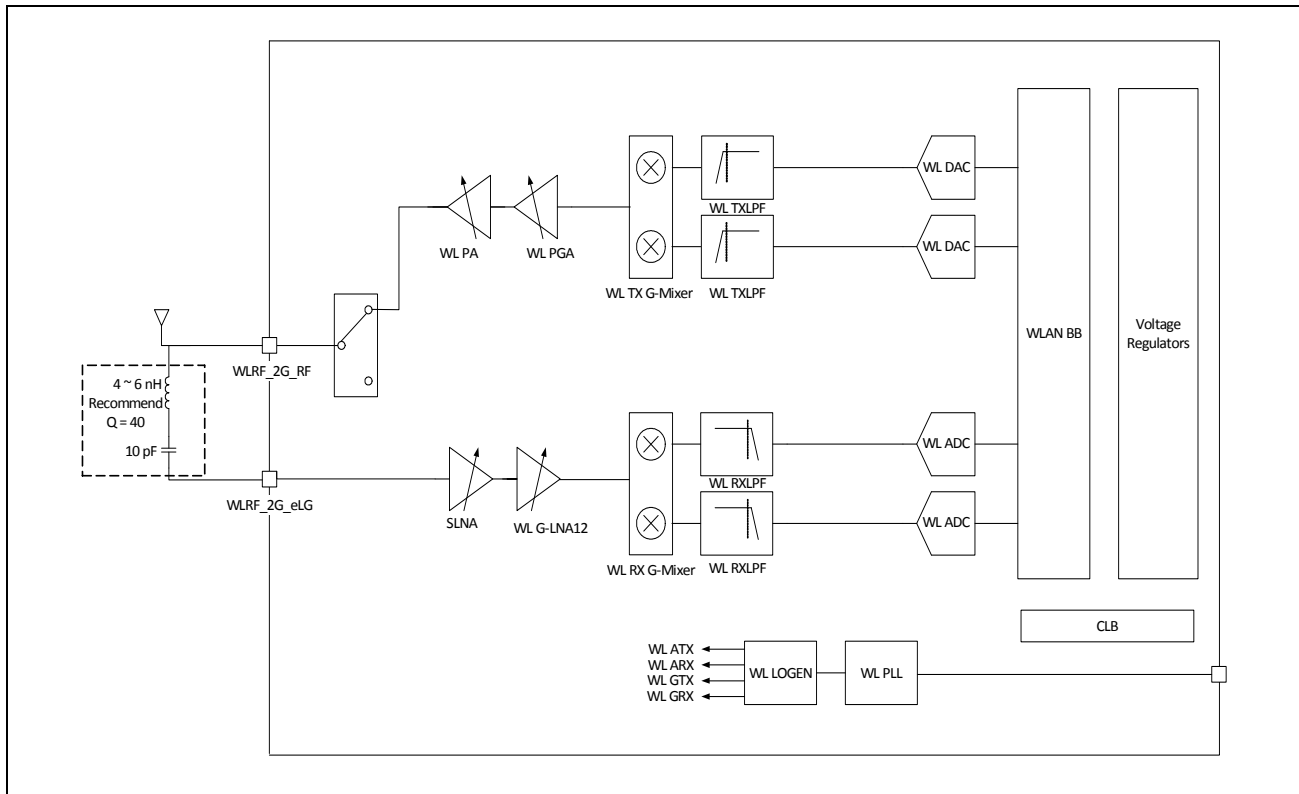 WL DAC
WL TXLPF
WL DAC
WL PA
WL PGA
WL TX G-Mixer
WL TXLPF
WLAN BB
Voltage
Regulators
WLRF_2G_RF
4 ~ 6 nH
Recommend
Q = 40
10 pF
WLRF_2G_eLG
SLNA
WL G-LNA12
WL RX G-Mixer
WL ADC
WL RXLPF
WL ADC
WL RXLPF
CLB
WL ATX
WL ARX
WL GTX
WL GRX
WL LOGEN
WL PLL